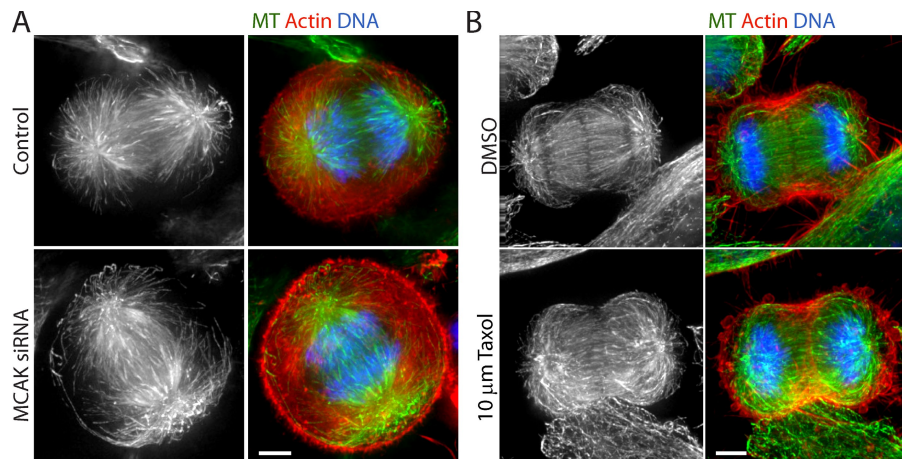 A
MT Actin DNA
B
MT Actin DNA
Control
DMSO
MCAK siRNA
10 µm Taxol